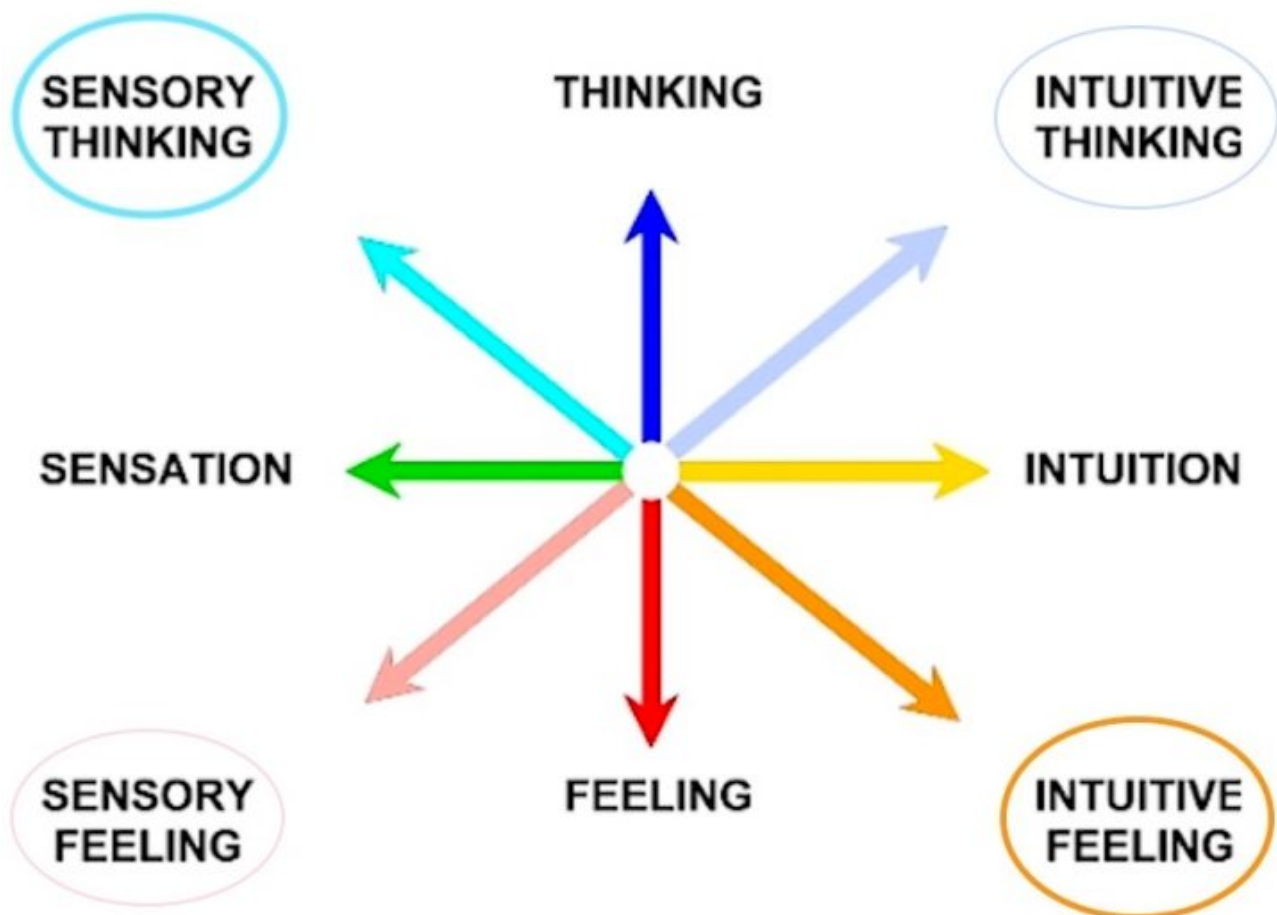 SENSORY
THINKING
THINKING
INTUITIVE
THINKING
SENSATION
INTUITION
SENSORY
FEELING
FEELING
INTUITIVE
FEELING